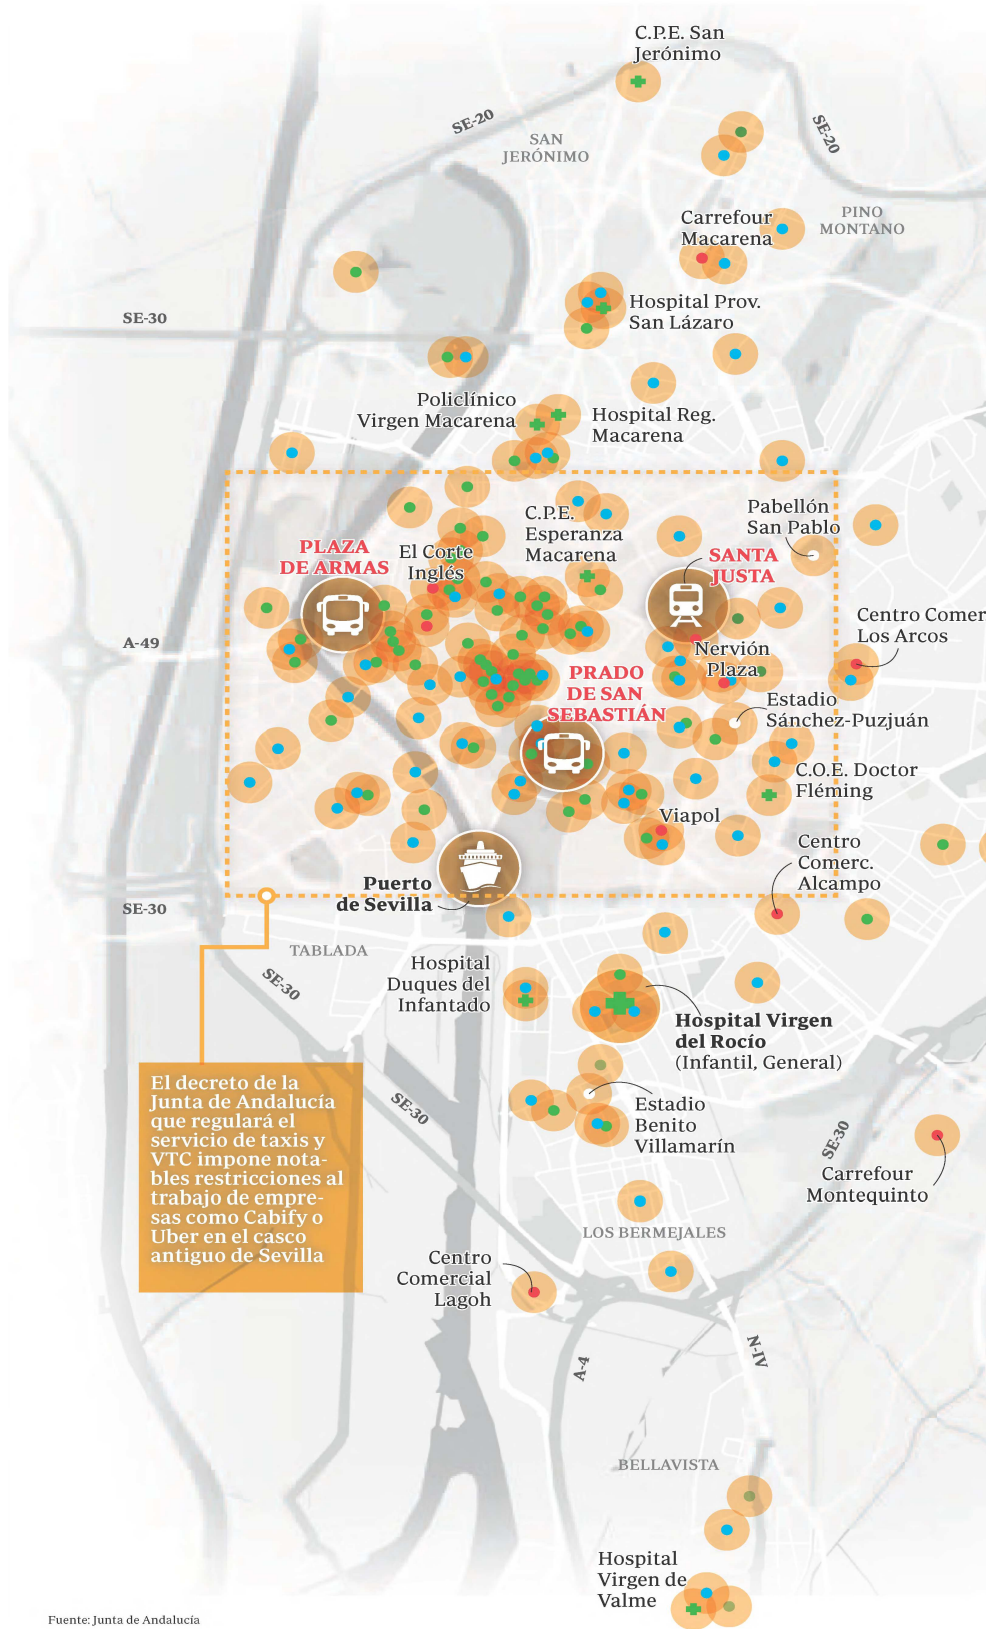 C.P.E. San
Jerónimo
SE-20
SE-20
SAN
JERÓNIMO
PINO
MONTANO
Carrefour
Macarena
Hospital Prov.
San Lázaro
SE-30
Policlínico
Virgen Macarena
Hospital Reg.
Macarena
Pabellón
San Pablo
C.P.E.
Esperanza
Macarena
PLAZA
DE ARMAS
El Corte
Inglés
SANTA
JUSTA
Centro Comer
Los Arcos
A-49
Nervión
Plaza
PRADO
DE SAN
SEBASTIÁN
Estadio
Sánchez-Puzjuán
C.O.E. Doctor
Fléming
Viapol
Centro
Comerc.
Alcampo
Puerto
de Sevilla
SE-30
TABLADA
SE-30
Hospital
Duques del
Infantado
Hospital Virgen
del Rocío
(Infantil, General)
El decreto de la
Junta de Andalucía
que regulará el
servicio de taxis y
VTC impone nota-
bles restricciones al
trabajo de empre-
sas como Cabify o
Uber en el casco
antiguo de Sevilla
SE-30
Estadio
Benito
Villamarín
SE-30
Carrefour
Montequinto
LOS BERMEJALES
Centro
Comercial
Lagoh
A-4
N-IV
BELLAVISTA
Hospital
Virgen de
Valme
Fuente: Junta de Andalucía